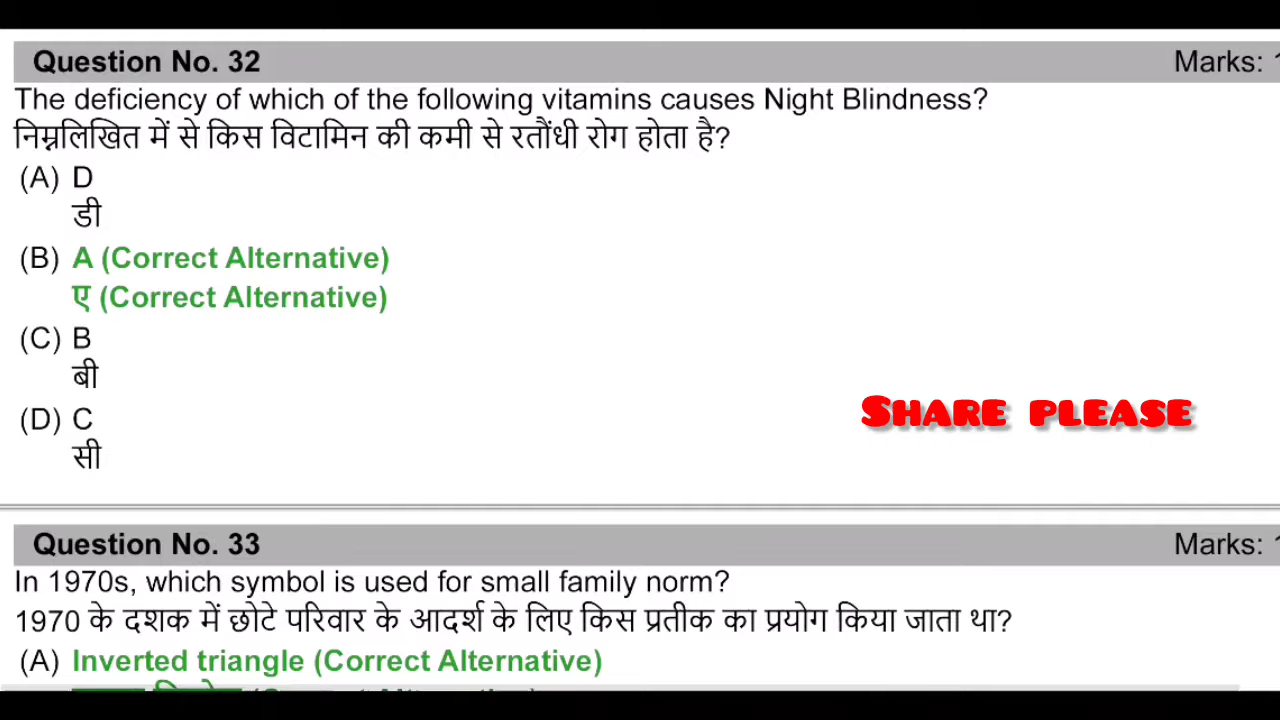 Question No. 32 Marks: 1
The deficiency of which of the following vitamins causes Night Blindness?
निम्नलिखित में से किस विटामिन की कमी से रतौंधी रोग होता है?
(A) D
डी
(B) A (Correct Alternative)
ए (Correct Alternative)
(C) B
बी
(D) C
सी
Share please
Question No. 33 Marks: 1
In 1970s, which symbol is used for small family norm?
1970 के दशक में छोटे परिवार के आदर्श के लिए किस प्रतीक का प्रयोग किया जाता था?
(A) Inverted triangle (Correct Alternative)